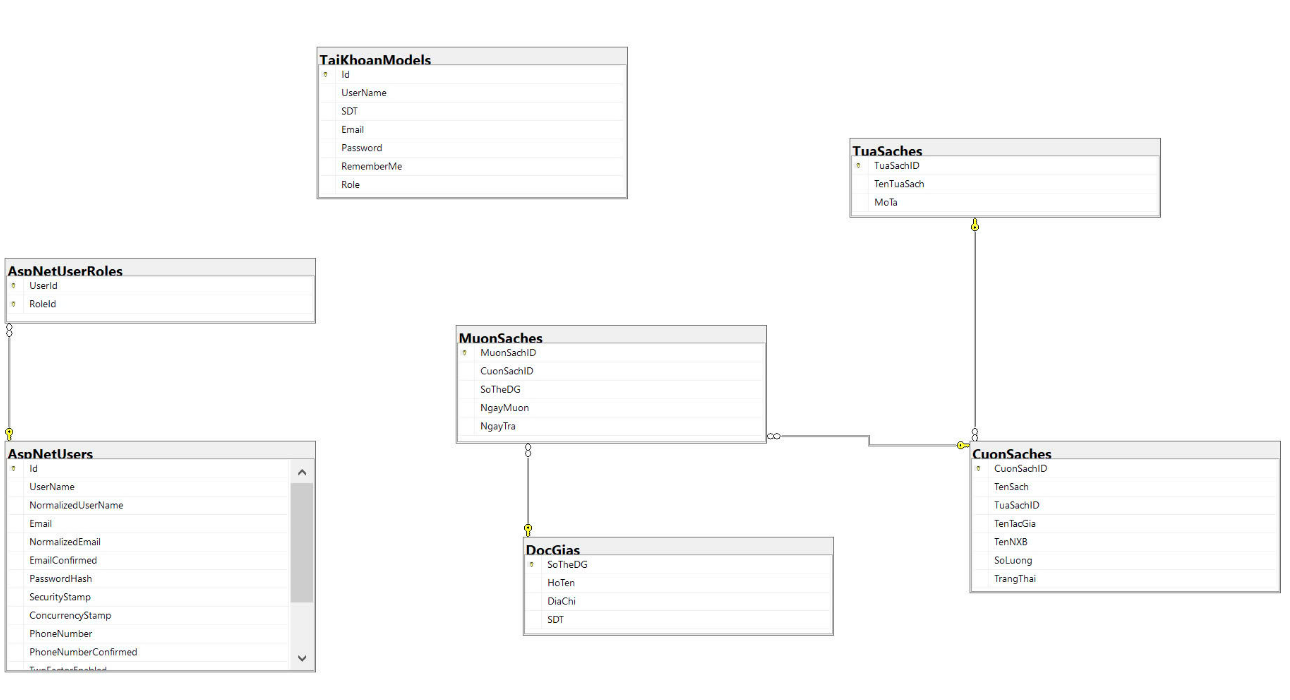 TaiKhoanModels
Id
UserName
SDT
Email
Password
RememberMe
Role
TuaSaches
TuaSachID
TenTuaSach
MoTa
AspNetUserRoles
UserId
RoleId
MuonSaches
MuonSachID
CuonSachID
SoTheDG
NgayMuon
NgayTra
AspNetUsers
Id
UserName
NormalizedUserName
Email
NormalizedEmail
EmailConfirmed
PasswordHash
SecurityStamp
ConcurrencyStamp
PhoneNumber
PhoneNumberConfirmed
TwoFactorEnabled
CuonSaches
CuonSachID
TenSach
TuaSachID
TenTacGia
TenNXB
SoLuong
TrangThai
DocGias
SoTheDG
HoTen
DiaChi
SDT